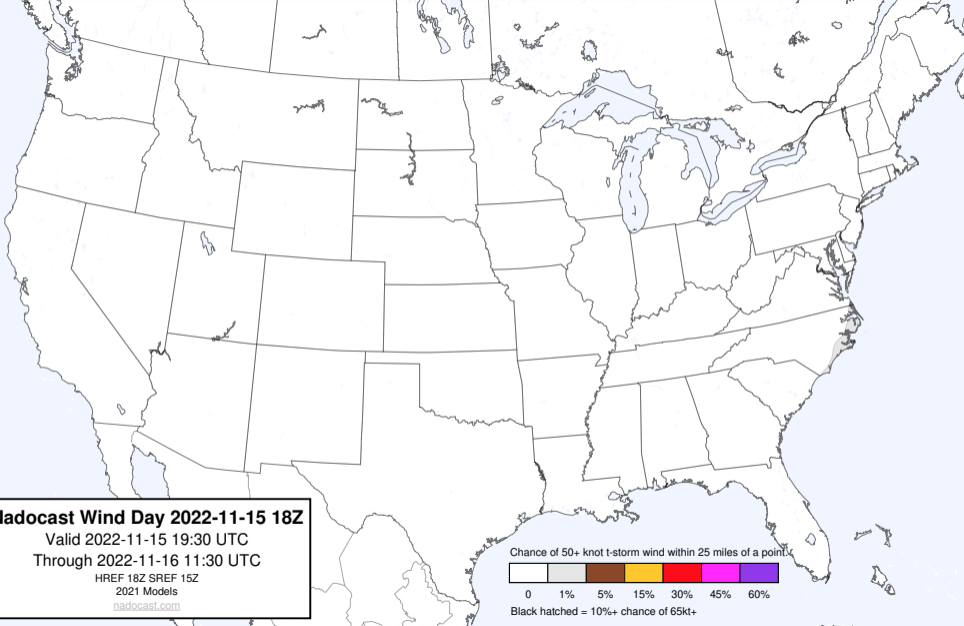 Nadocast Wind Day 2022-11-15 18Z
Valid 2022-11-15 19:30 UTC
Through 2022-11-16 11:30 UTC
HREF 18Z SREF 15Z
2021 Models
nadocast.com
Chance of 50+ knot t-storm wind within 25 miles of a point.
0 1% 5% 15% 30% 45% 60%
Black hatched = 10%+ chance of 65kt+